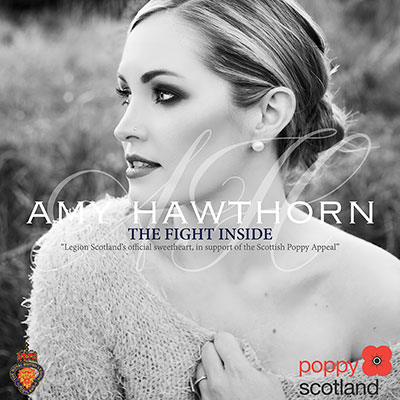 AMY HAWTHORN
THE FIGHT INSIDE
"Legion Scotland's official sweetheart, in support of the Scottish Poppy Appeal"
poppy
scotland